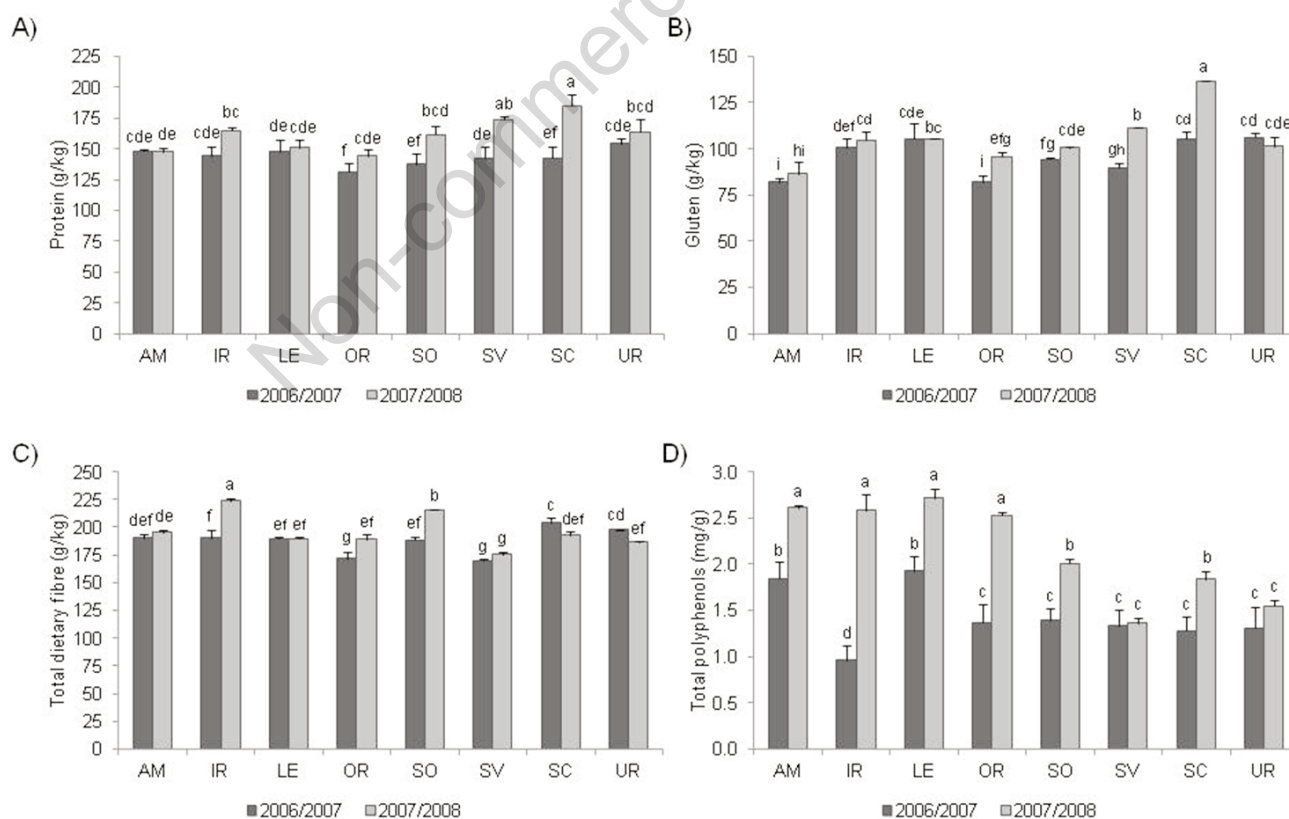 A)
Protein (g/kg)
225
200
175
150
125
100
75
50
25
0
cde de
cde bc
de cde
f cde
ef bcd
de ab
ef a
cde bcd
AM IR LE OR SO SV SC UR
2006/2007 2007/2008
B)
Gluten (g/kg)
150
125
100
75
50
25
0
i hi
def cd
cde bc
i efg
fg cde
gh b
cd a
cd cde
AM IR LE OR SO SV SC UR
2006/2007 2007/2008
C)
Total dietary fibre (g/kg)
250
225
200
175
150
125
100
75
50
25
0
def de
f a
ef ef
g ef
ef b
g g
c def
cd ef
AM IR LE OR SO SV SC UR
2006/2007 2007/2008
D)
Total polyphenols (mg/g)
3.0
2.5
2.0
1.5
1.0
0.5
0.0
b a
d a
b a
c a
c b
c c
c b
c c
AM IR LE OR SO SV SC UR
2006/2007 2007/2008